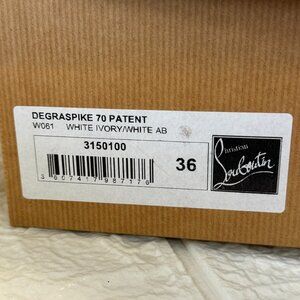 DEGRASPIKE 70 PATENT
W061 WHITE IVORY/WHITE AB
3150100
36
Christian
Louboutin